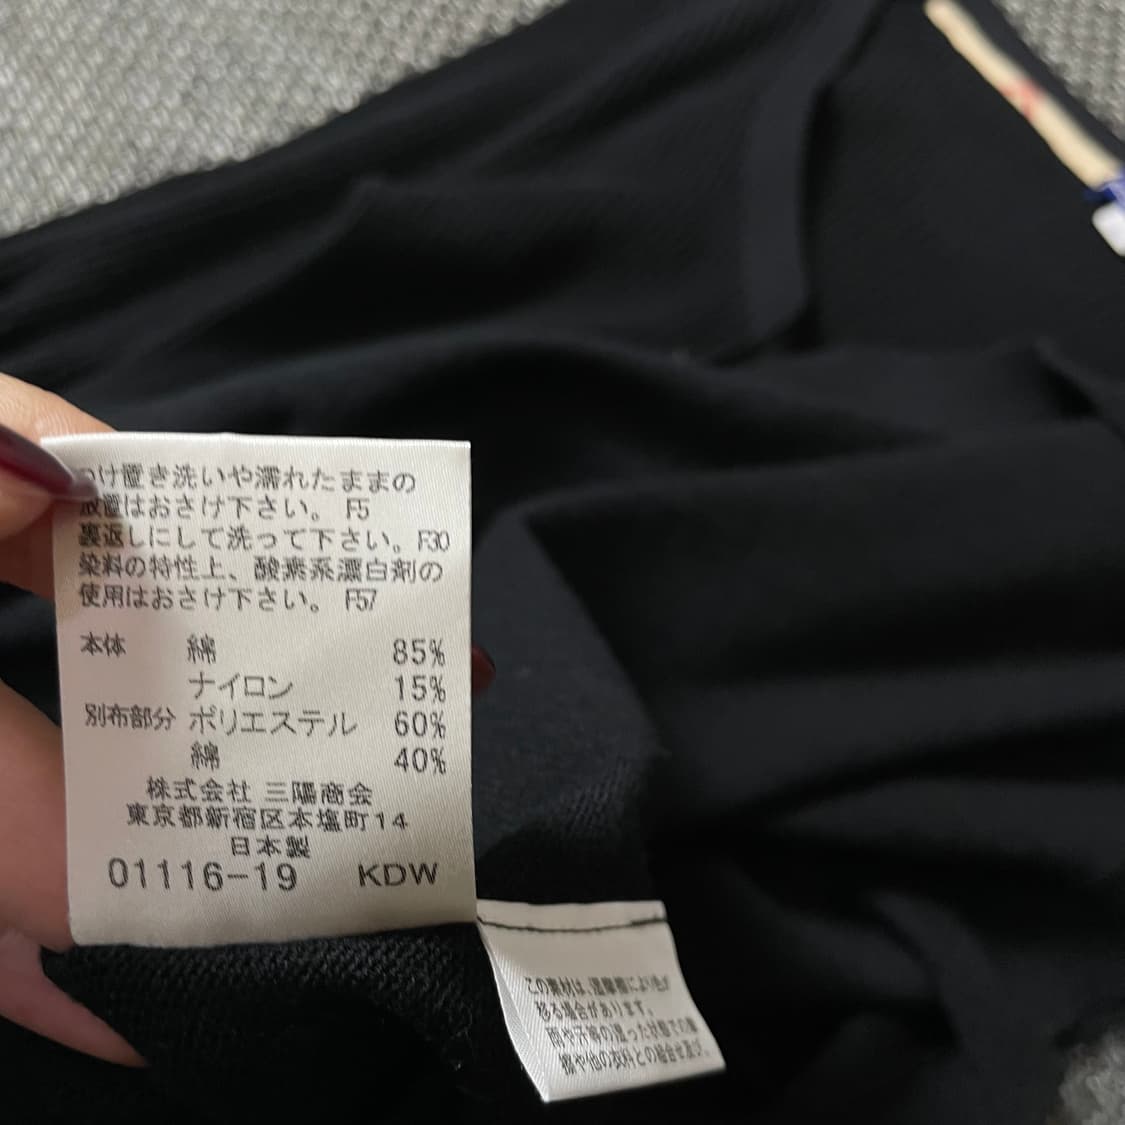 つけ置き洗いや濡れたままの
放置はおさけ下さい。 F5
裏返しにして洗って下さい。F30
染料の特性上、酸素系漂白剤の
使用はおさけ下さい。 F57
本体 綿 85%
ナイロン 15%
別布部分 ポリエステル 60%
綿 40%
株式会社 三陽商会
東京都新宿区本塩町14
日本製
01116-19 KDW
この素材は、湿摩擦により色が
移る場合があります。
雨や汗等の湿った状態での摩
擦や他の衣料との組合せ及び、